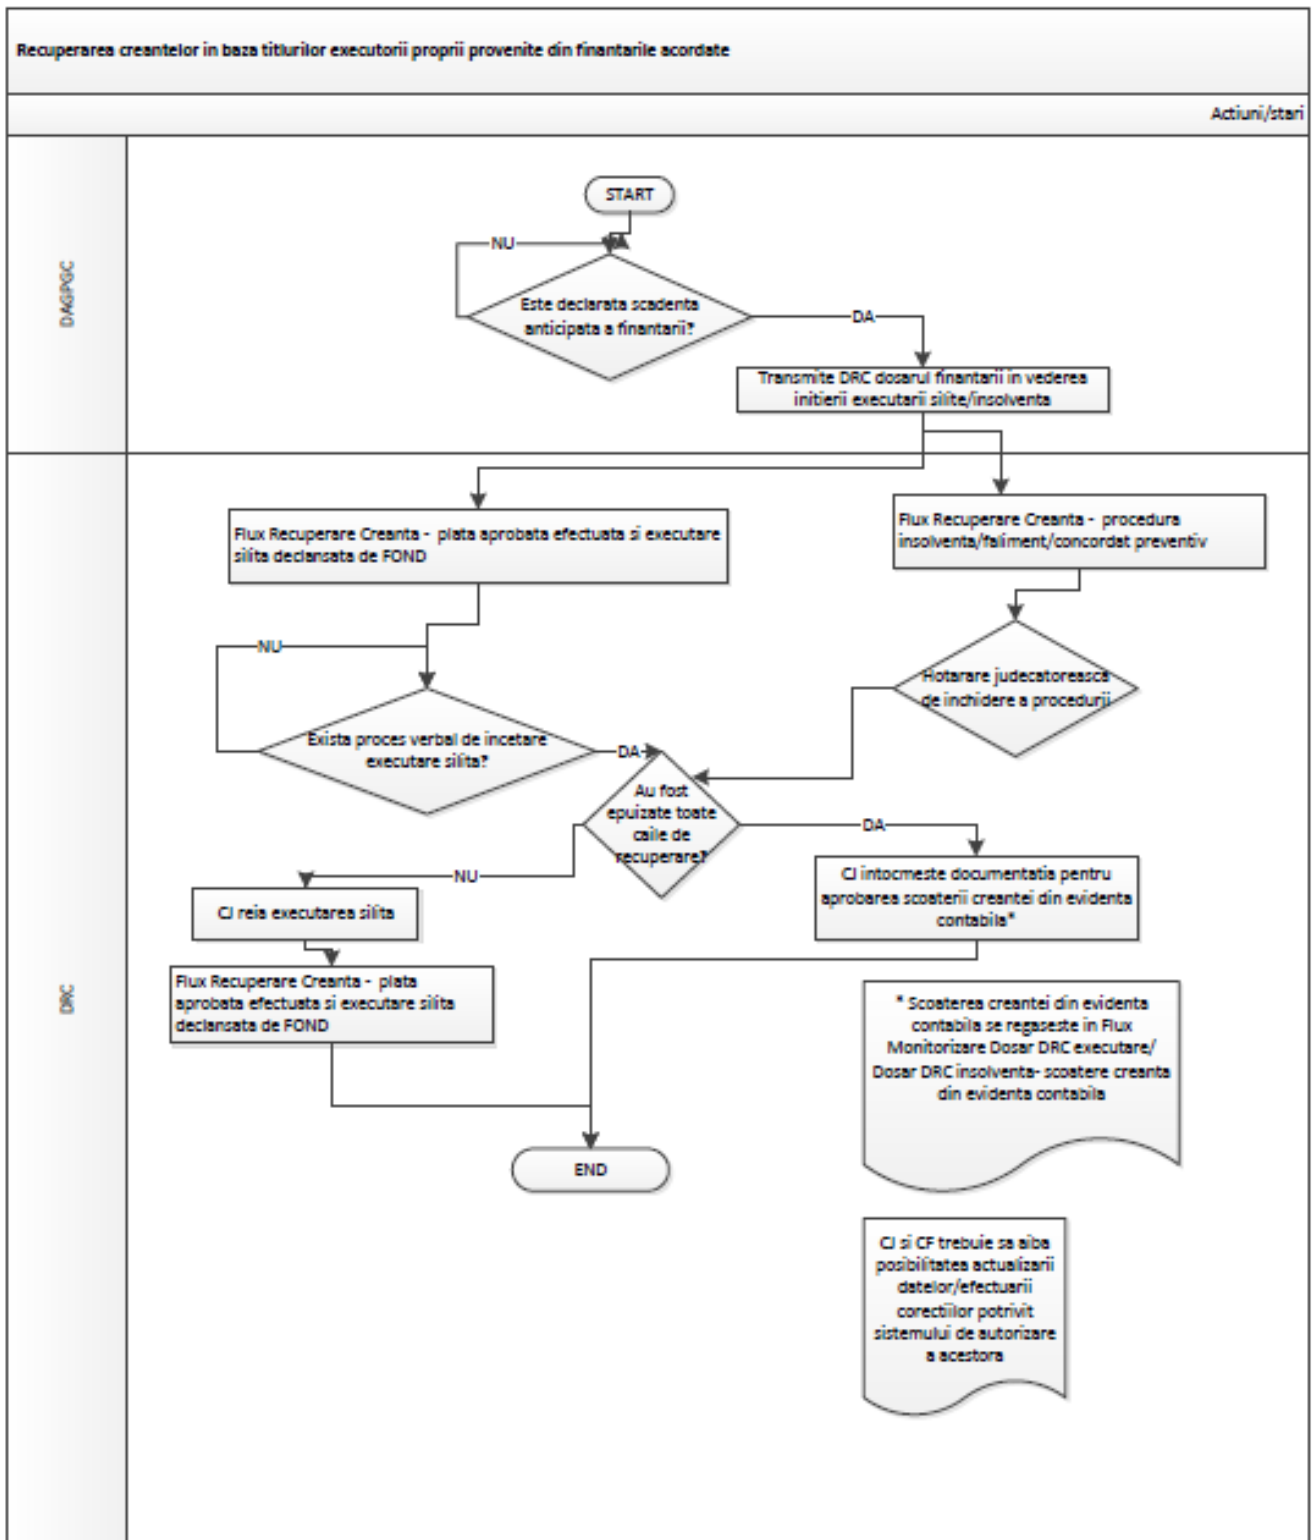 Recuperarea creantelor in baza titlurilor executorii proprii provenite din finantarile acordate
Actiuni/stari
DAGPGC
START
NU
Este declarata scadenta
anticipata a finantarii?
DA
Transmite DRC dosarul finantarii in vederea
initierii executarii silite/insolventa
DRC
Flux Recuperare Creanta - plata aprobata efectuata si executare
silita declansata de FOND
Flux Recuperare Creanta - procedura
insolventa/faliment/concordat preventiv
NU
Hotarare judecatorească
de inchidere a procedurii
Exista proces verbal de incetare
executare silita?
DA
Au fost
epuizate toate
caile de
recuperare?
DA
NU
CJ intocmeste documentatia pentru
aprobarea scoaterii creantei din evidenta
contabila*
CJ reia executarea silita
Flux Recuperare Creanta - plata
aprobata efectuata si executare silita
declansata de FOND
* Scoaterea creantei din evidenta
contabila se regaseste in Flux
Monitorizare Dosar DRC executare/
Dosar DRC insolventa- scoatere creanta
din evidenta contabila
END
CJ si CF trebuie sa aiba
posibilitatea actualizarii
datelor/efectuarii
corectiilor potrivit
sistemului de autorizare
a acestora